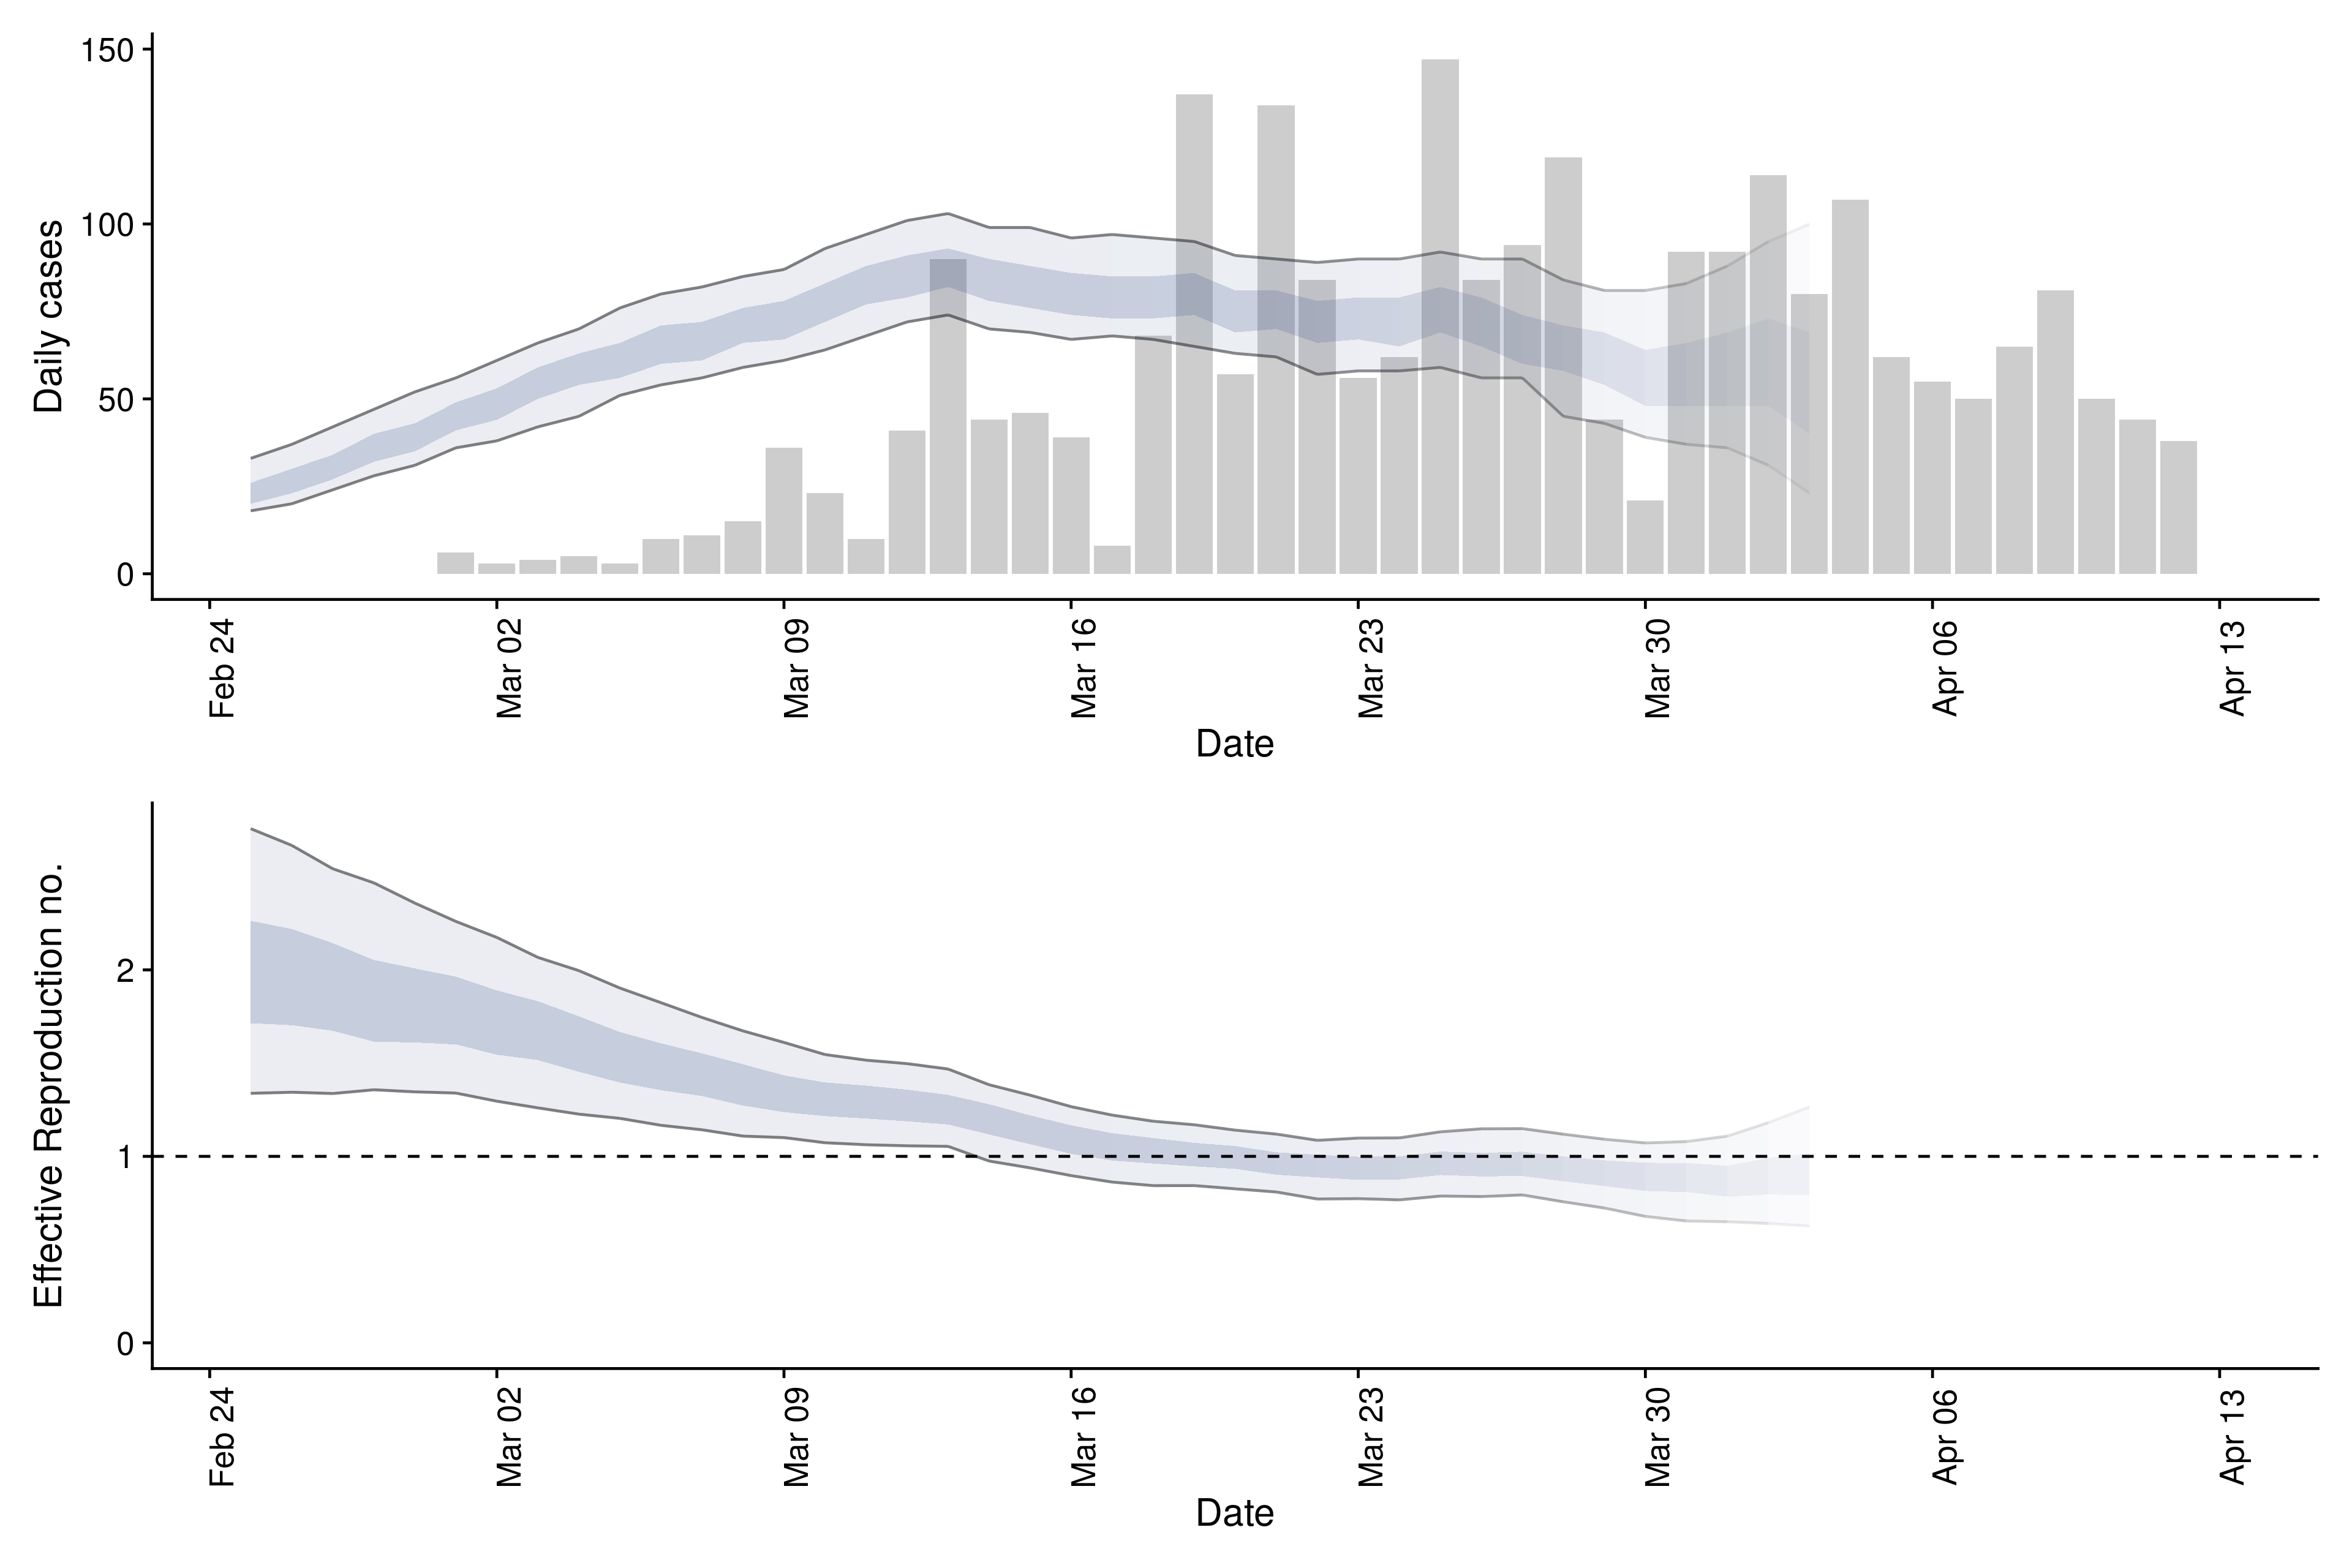 Daily cases
150
100
50
0
Feb 24
Mar 02
Mar 09
Mar 16
Mar 23
Mar 30
Apr 06
Apr 13
Date
Effective Reproduction no.
2
1
0
Feb 24
Mar 02
Mar 09
Mar 16
Mar 23
Mar 30
Apr 06
Apr 13
Date